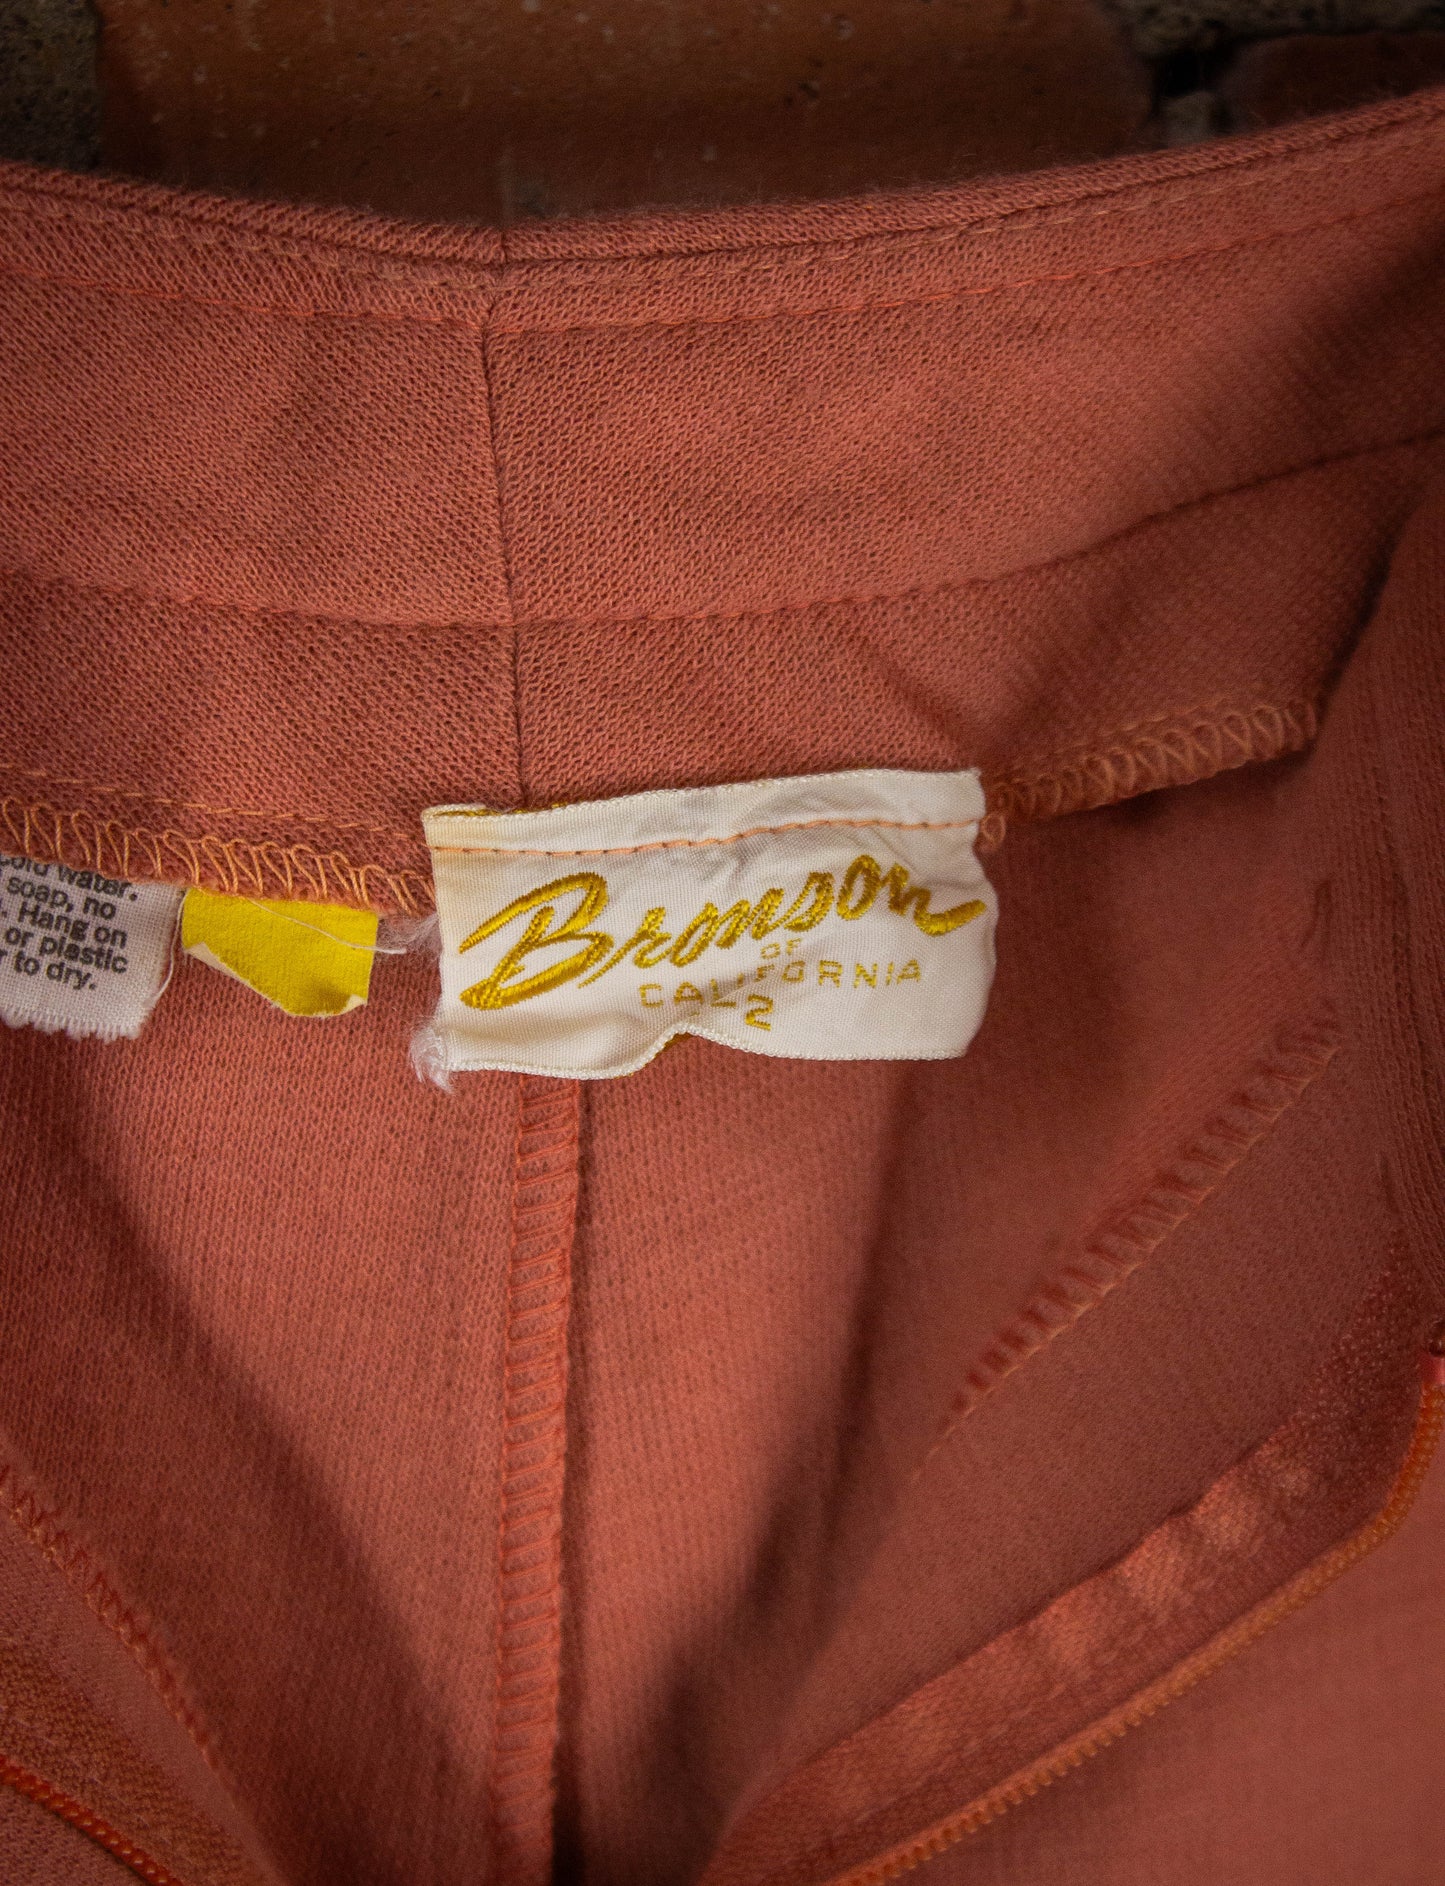 Bronson
OF
CALIFORNIA
2
cold water.
soap, no
Hang on
or plastic
to dry.